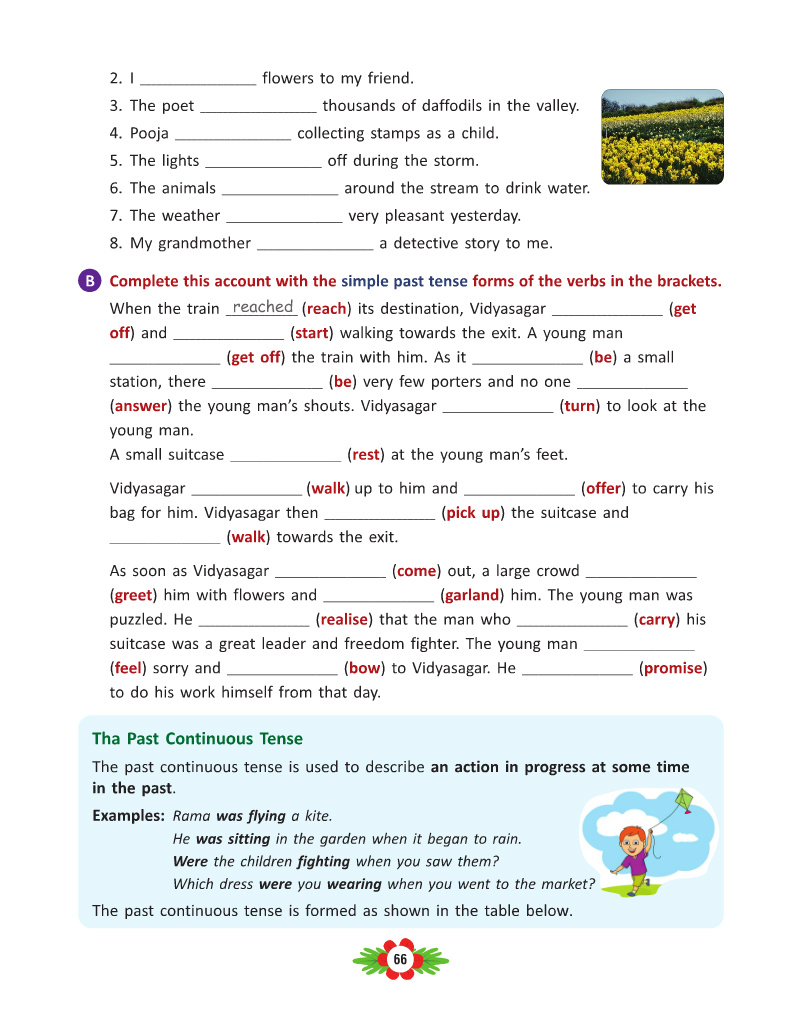 2. I ______________ flowers to my friend.
3. The poet ______________ thousands of daffodils in the valley.
4. Pooja ______________ collecting stamps as a child.
5. The lights ______________ off during the storm.
6. The animals ______________ around the stream to drink water.
7. The weather ______________ very pleasant yesterday.
8. My grandmother ______________ a detective story to me.
B Complete this account with the simple past tense forms of the verbs in the brackets.
When the train reached (reach) its destination, Vidyasagar ______________ (get
off) and ______________ (start) walking towards the exit. A young man
______________ (get off) the train with him. As it ______________ (be) a small
station, there ______________ (be) very few porters and no one ______________
(answer) the young man's shouts. Vidyasagar ______________ (turn) to look at the
young man.
A small suitcase ______________ (rest) at the young man's feet.
Vidyasagar ______________ (walk) up to him and ______________ (offer) to carry his
bag for him. Vidyasagar then ______________ (pick up) the suitcase and
______________ (walk) towards the exit.
As soon as Vidyasagar ______________ (come) out, a large crowd ______________
(greet) him with flowers and ______________ (garland) him. The young man was
puzzled. He ______________ (realise) that the man who ______________ (carry) his
suitcase was a great leader and freedom fighter. The young man ______________
(feel) sorry and ______________ (bow) to Vidyasagar. He ______________ (promise)
to do his work himself from that day.
Tha Past Continuous Tense
The past continuous tense is used to describe an action in progress at some time
in the past.
Examples: Rama was flying a kite.
He was sitting in the garden when it began to rain.
Were the children fighting when you saw them?
Which dress were you wearing when you went to the market?
The past continuous tense is formed as shown in the table below.
66